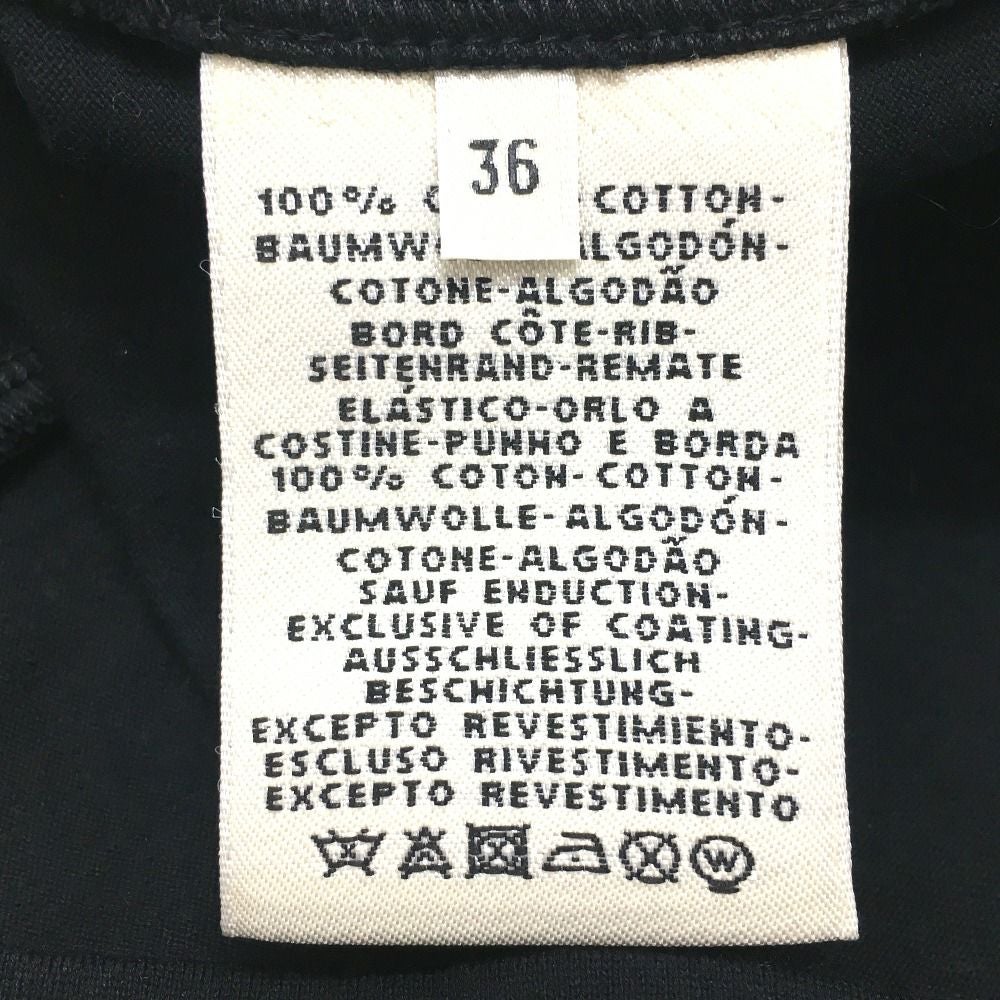 36
100% COTTON-
ALGODÓN-
COTONE-ALGODÃO
BORD CÔTE-RIB-
SEITENRAND-REMATE
ELÁSTICO-ORLO A
COSTINE-PUNHO E BORDA
100% COTON-COTTON-
BAUMWOLLE-ALGODÓN-
COTONE-ALGODÃO
SAUF ENDUCTION-
EXCLUSIVE OF COATING-
AUSSCHLIESSLICH
BESCHICHTUNG-
EXCEPTO REVESTIMIENTO-
ESCLUSO RIVESTIMENTO-
EXCEPTO REVESTIMENTO
W